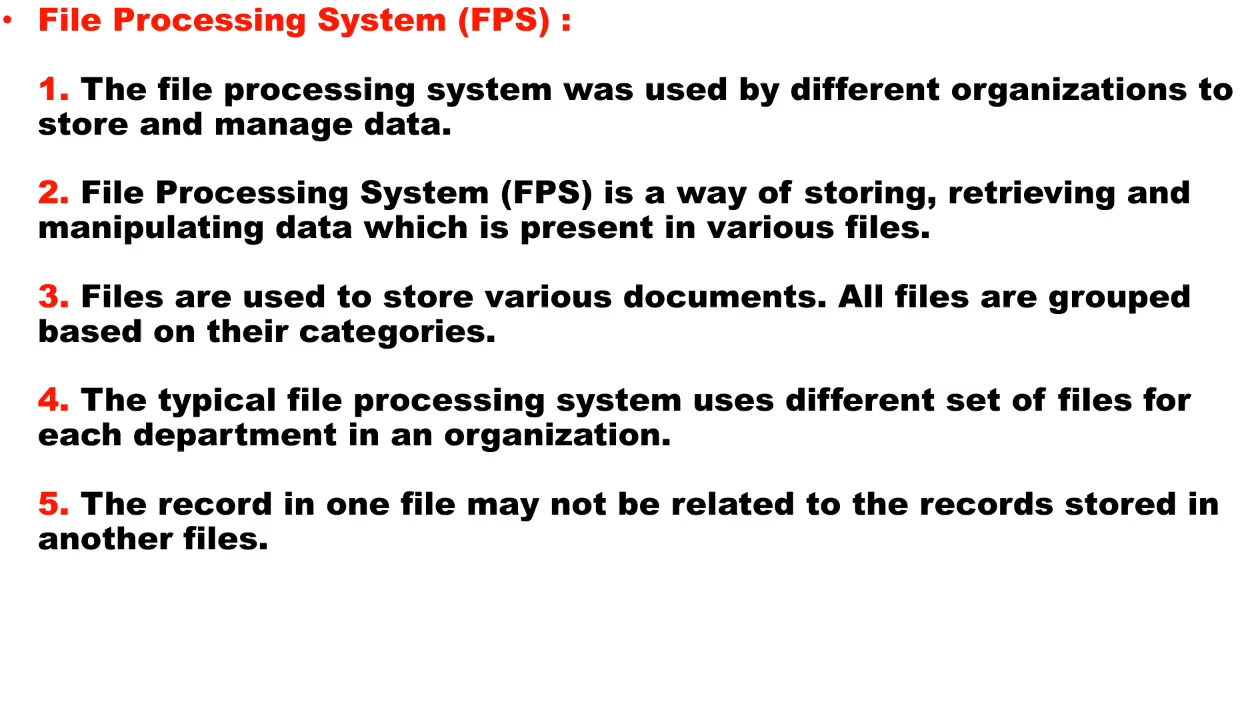 • File Processing System (FPS) :
1. The file processing system was used by different organizations to
store and manage data.
2. File Processing System (FPS) is a way of storing, retrieving and
manipulating data which is present in various files.
3. Files are used to store various documents. All files are grouped
based on their categories.
4. The typical file processing system uses different set of files for
each department in an organization.
5. The record in one file may not be related to the records stored in
another files.